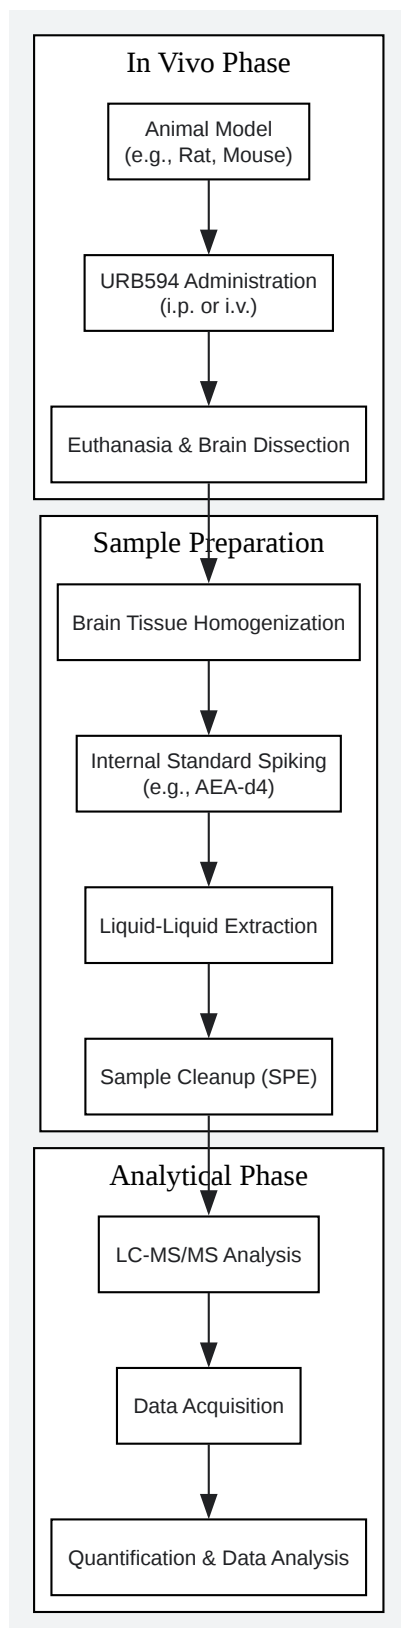 In Vivo Phase
Animal Model
(e.g., Rat, Mouse)
URB594 Administration
(i.p. or i.v.)
Euthanasia & Brain Dissection
Sample Preparation
Brain Tissue Homogenization
Internal Standard Spiking
(e.g., AEA-d4)
Liquid-Liquid Extraction
Sample Cleanup (SPE)
Analytical Phase
LC-MS/MS Analysis
Data Acquisition
Quantification & Data Analysis